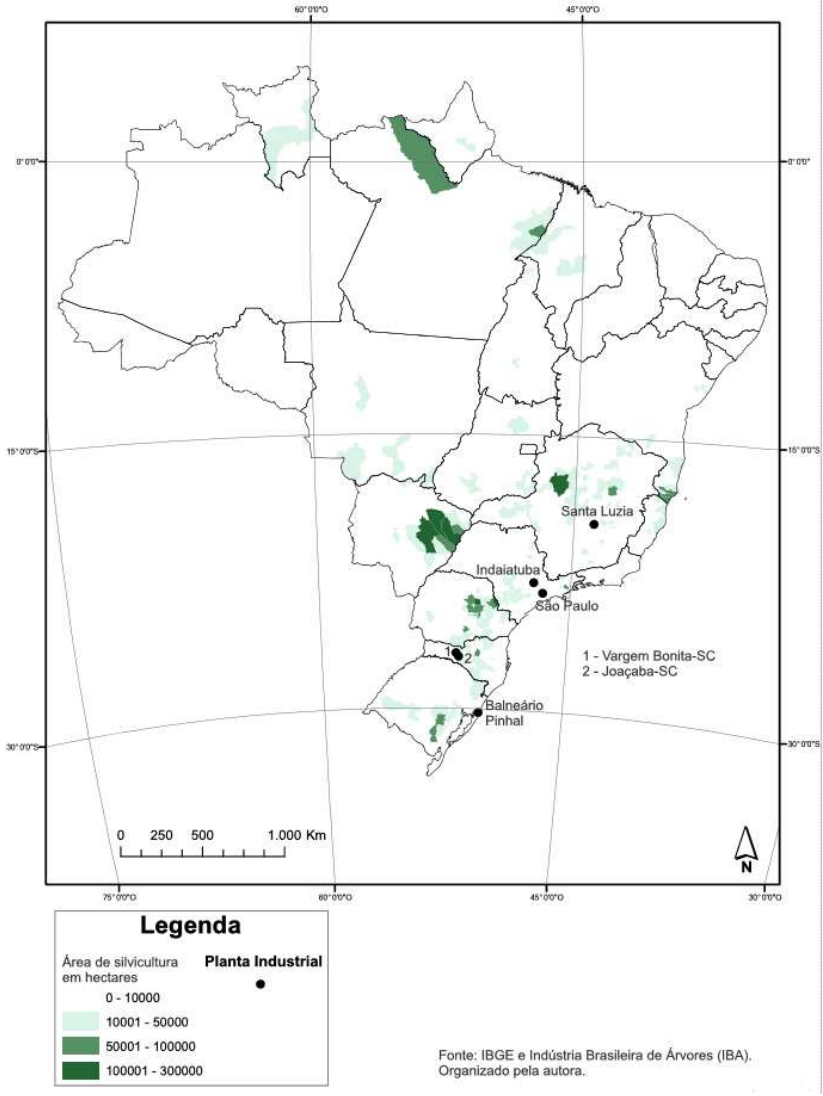 60°0'0"O
45°0'0"O
0°0'0"
0°0'0"
15°0'0"S
15°0'0"S
Santa Luzia
Indaiatuba
São Paulo
1
2
1 - Vargem Bonita-SC
2 - Joaçaba-SC
Balneário
Pinhal
30°0'0"S
30°0'0"S
0 250 500 1.000 Km
N
75°0'0"O
60°0'0"O
45°0'0"O
30°0'0"O
Legenda
Área de silvicultura
em hectares
Planta Industrial
0 - 10000
10001 - 50000
50001 - 100000
100001 - 300000
Fonte: IBGE e Indústria Brasileira de Árvores (IBA).
Organizado pela autora.